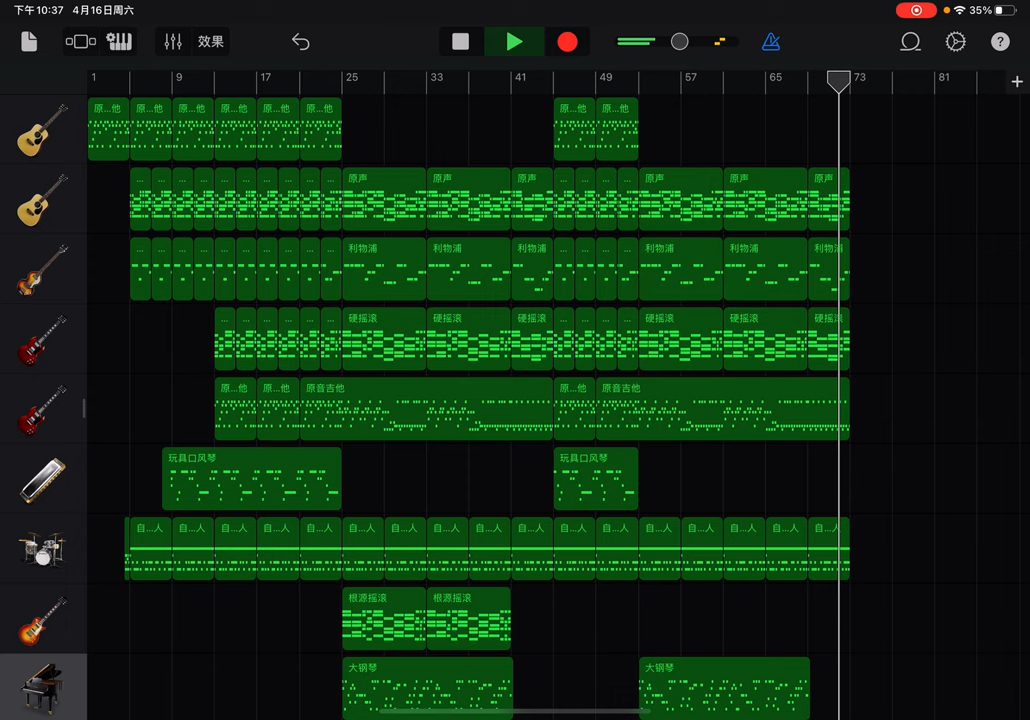 下午10:37 4月16日周六 35%
效果
1 9 17 25 33 41 49 57 65 73 81
原...他 原...他 原...他 原...他 原...他 原...他 原...他 原...他
... ... ... ... ... ... ... ... ... ... 原声 原声 原声 ... ... ... ... 原声 原声 原声
... ... ... ... ... ... ... ... ... ... 利物浦 利物浦 利物浦 ... ... ... ... 利物浦 利物浦 利物浦
... ... ... ... ... ... 硬摇滚 硬摇滚 硬摇滚 ... ... ... ... 硬摇滚 硬摇滚 硬摇滚
原...他 原...他 原音吉他 原...他 原音吉他
玩具口风琴 玩具口风琴
自...人 自...人 自...人 自...人 自...人 自...人 自...人 自...人 自...人 自...人 自...人 自...人 自...人 自...人 自...人 自...人 自...人
根源摇滚 根源摇滚
大钢琴 大钢琴